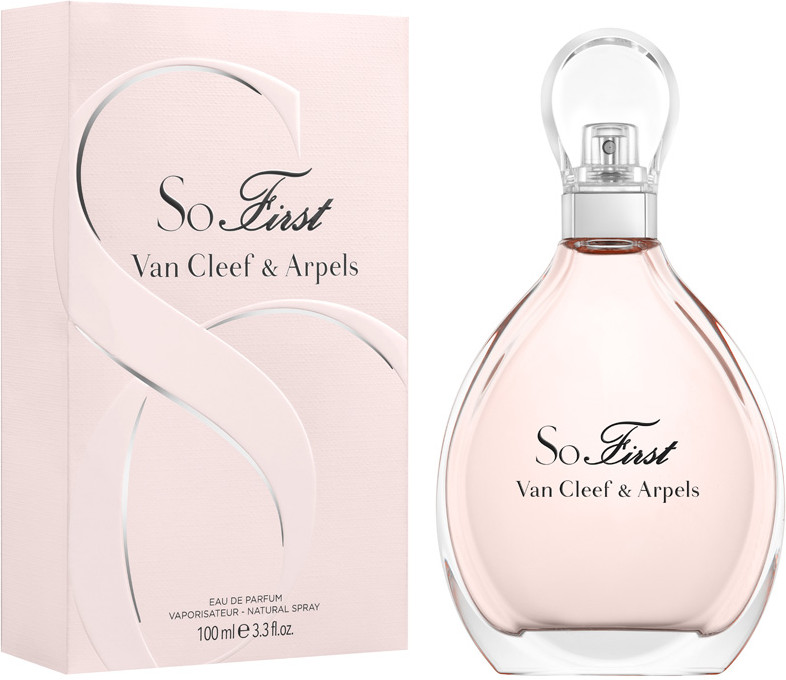 So First
Van Cleef & Arpels
EAU DE PARFUM
VAPORISATEUR - NATURAL SPRAY
100 ml ℮ 3.3 fl.oz.
So First
Van Cleef & Arpels